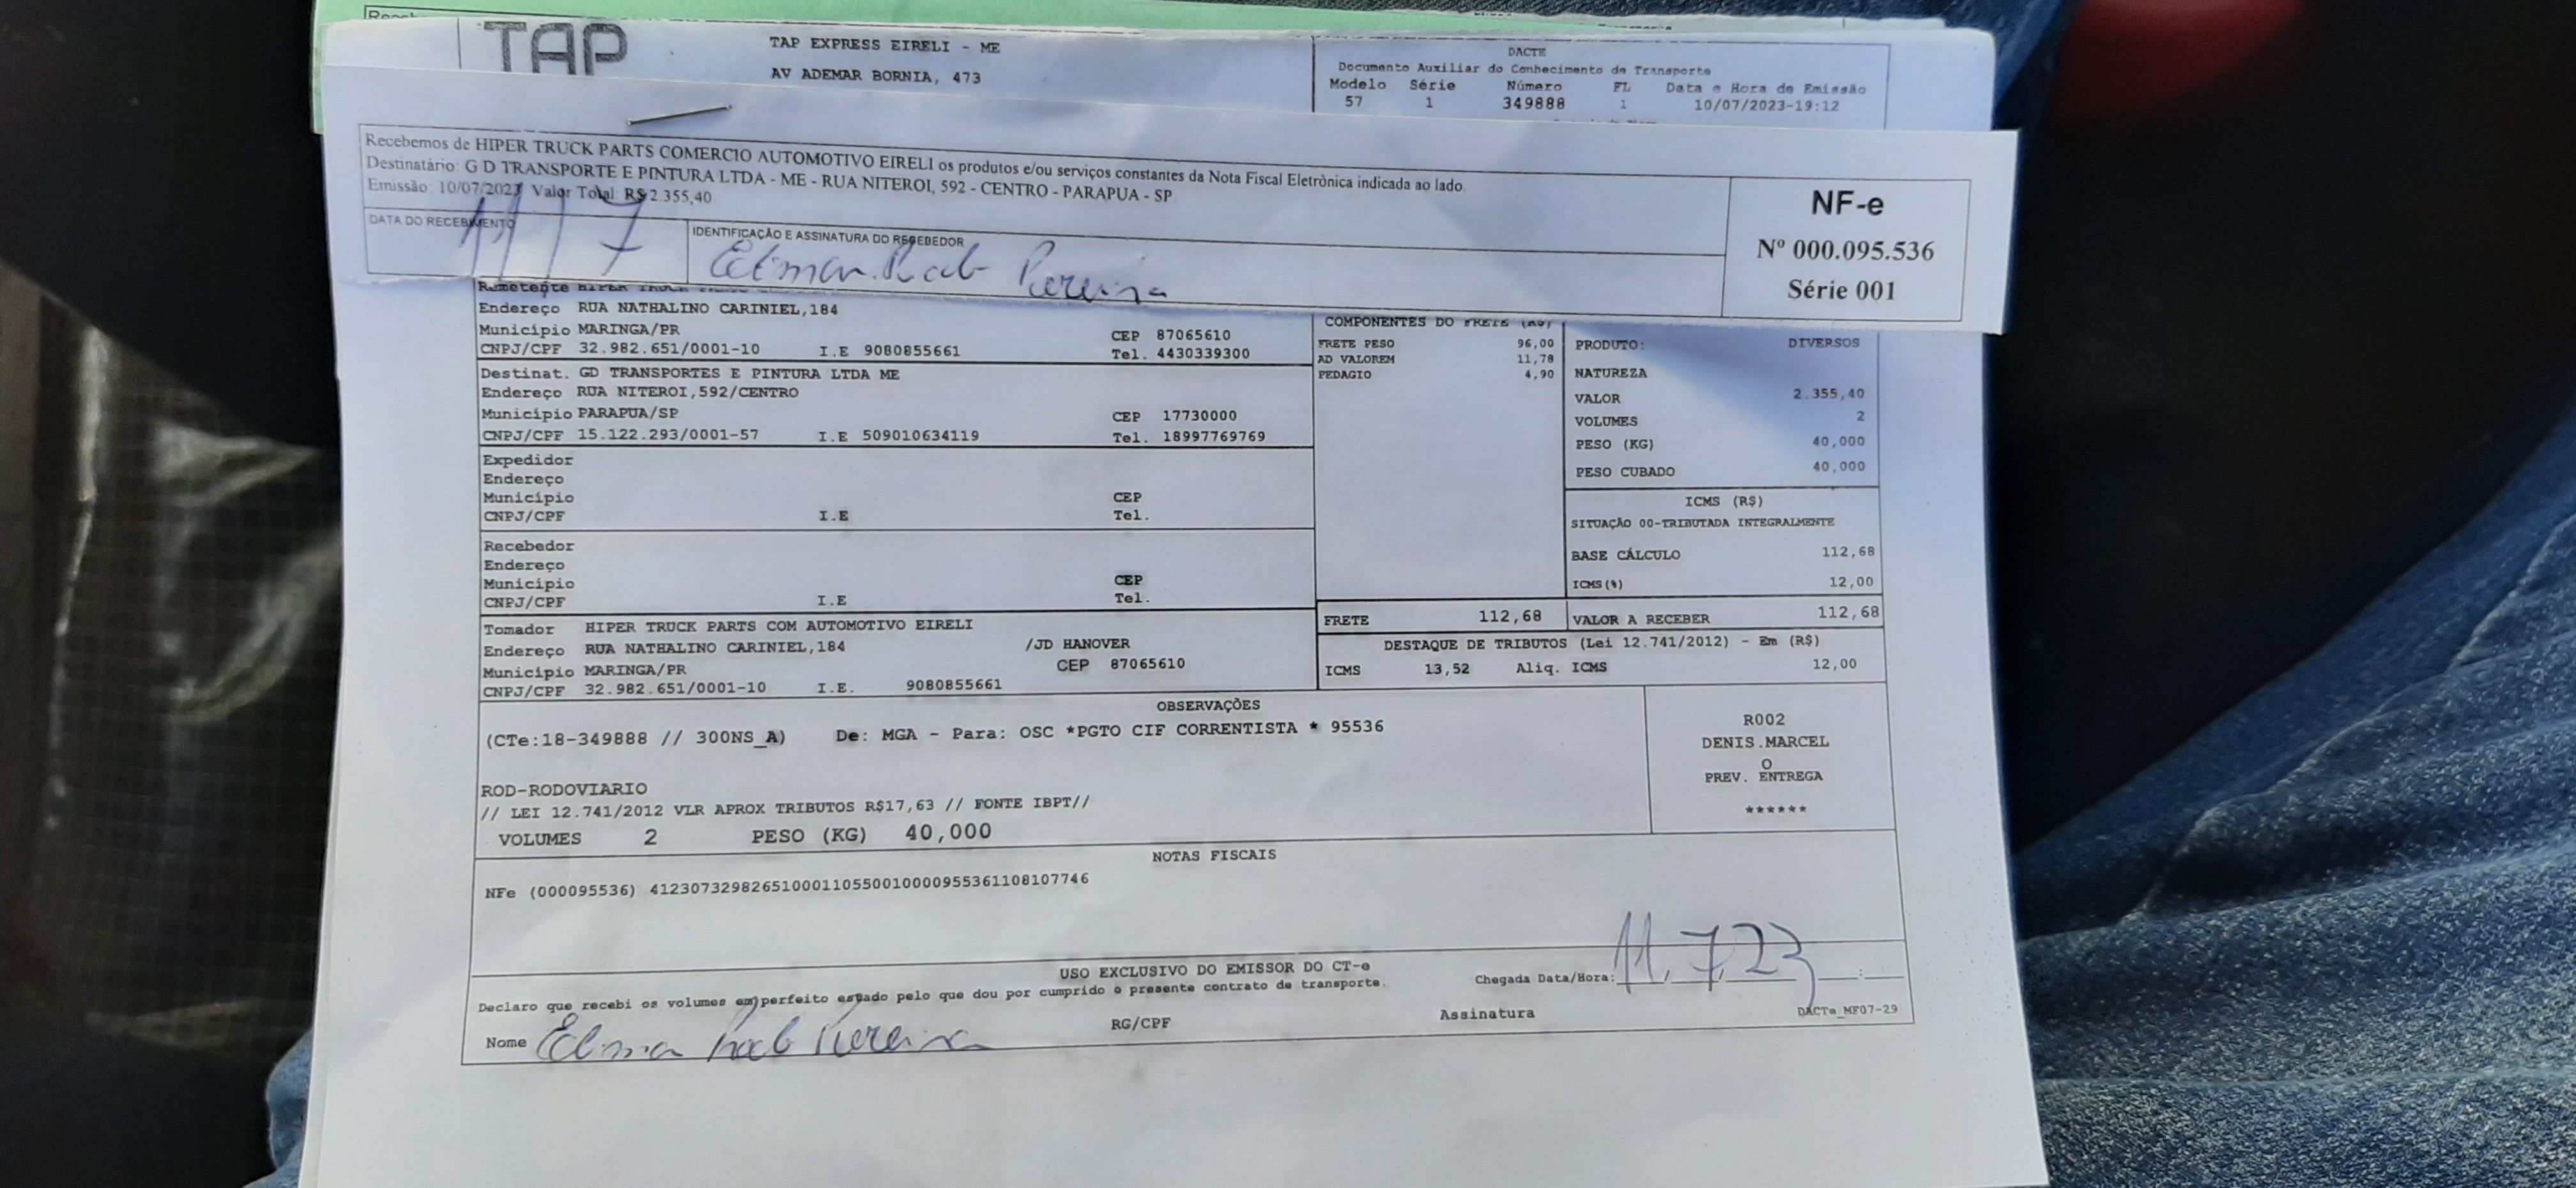 TAP
TAP EXPRESS EIRELI - ME
AV ADEMAR BORNIA, 473
DACTE
Documento Auxiliar do Conhecimento de Transporte
Modelo Série Número FL Data e Hora de Emissão
57 1 349888 1 10/07/2023-19:12
Recebemos de HIPER TRUCK PARTS COMERCIO AUTOMOTIVO EIRELI os produtos e/ou serviços constantes da Nota Fiscal Eletrônica indicada ao lado.
Destinatário: G D TRANSPORTE E PINTURA LTDA - ME - RUA NITEROI, 592 - CENTRO - PARAPUA - SP
Emissão: 10/07/2023 Valor Total: R$ 2.355,40
DATA DO RECEBIMENTO
11/7
IDENTIFICAÇÃO E ASSINATURA DO RECEBEDOR
Pereira
NF-e
Nº 000.095.536
Série 001
Remetente HIPER TRUCK
Endereço RUA NATHALINO CARINIEL,184
Município MARINGA/PR CEP 87065610
CNPJ/CPF 32.982.651/0001-10 I.E 9080855661 Tel. 4430339300
Destinat. GD TRANSPORTES E PINTURA LTDA ME
Endereço RUA NITEROI,592/CENTRO
Município PARAPUA/SP CEP 17730000
CNPJ/CPF 15.122.293/0001-57 I.E 509010634119 Tel. 18997769769
Expedidor
Endereço
Município CEP
CNPJ/CPF I.E Tel.
Recebedor
Endereço
Município CEP
CNPJ/CPF I.E Tel.
Tomador HIPER TRUCK PARTS COM AUTOMOTIVO EIRELI
Endereço RUA NATHALINO CARINIEL,184 /JD HANOVER
Município MARINGA/PR CEP 87065610
CNPJ/CPF 32.982.651/0001-10 I.E. 9080855661
COMPONENTES DO FRETE (R$)
FRETE PESO 96,00
AD VALOREM 11,78
PEDAGIO 4,90
PRODUTO: DIVERSOS
NATUREZA
VALOR 2.355,40
VOLUMES 2
PESO (KG) 40,000
PESO CUBADO 40,000
ICMS (R$)
SITUAÇÃO 00-TRIBUTADA INTEGRALMENTE
BASE CÁLCULO 112,68
ICMS(%) 12,00
FRETE 112,68 VALOR A RECEBER 112,68
DESTAQUE DE TRIBUTOS (Lei 12.741/2012) - Em (R$)
ICMS 13,52 Aliq. ICMS 12,00
OBSERVAÇÕES
(CTe:18-349888 // 300NS_A) De: MGA - Para: OSC *PGTO CIF CORRENTISTA * 95536
ROD-RODOVIARIO
// LEI 12.741/2012 VLR APROX TRIBUTOS R$17,63 // FONTE IBPT//
VOLUMES 2 PESO (KG) 40,000
R002
DENIS.MARCEL
O
PREV. ENTREGA
******
NOTAS FISCAIS
NFe (000095536) 41230732982651000110550010000955361108107746
USO EXCLUSIVO DO EMISSOR DO CT-e
Declaro que recebi os volumes em perfeito estado pelo que dou por cumprido o presente contrato de transporte.
Chegada Data/Hora: 11/7/23 __:__
Nome Pereira RG/CPF Assinatura
DACTe_MF07-29